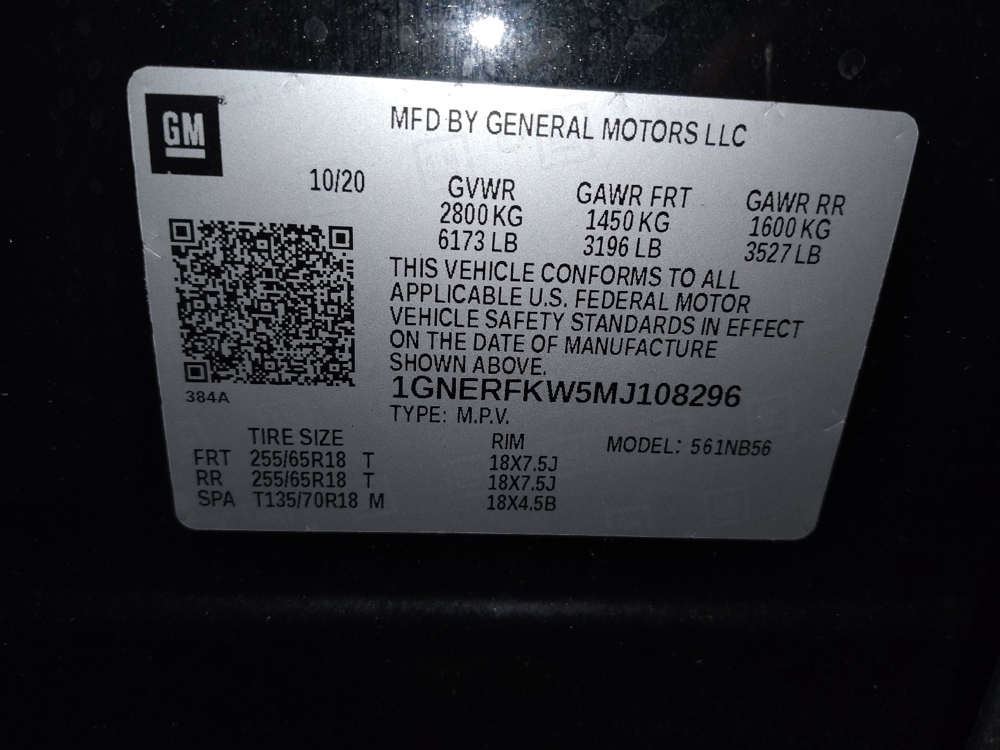 GM
MFD BY GENERAL MOTORS LLC
10/20
GVWR GAWR FRT GAWR RR
2800 KG 1450 KG 1600 KG
6173 LB 3196 LB 3527 LB
THIS VEHICLE CONFORMS TO ALL
APPLICABLE U.S. FEDERAL MOTOR
VEHICLE SAFETY STANDARDS IN EFFECT
ON THE DATE OF MANUFACTURE
SHOWN ABOVE.
384A
1GNERFKW5MJ108296
TYPE: M.P.V.
TIRE SIZE RIM MODEL: 561NB56
FRT 255/65R18 T 18X7.5J
RR 255/65R18 T 18X7.5J
SPA T135/70R18 M 18X4.5B